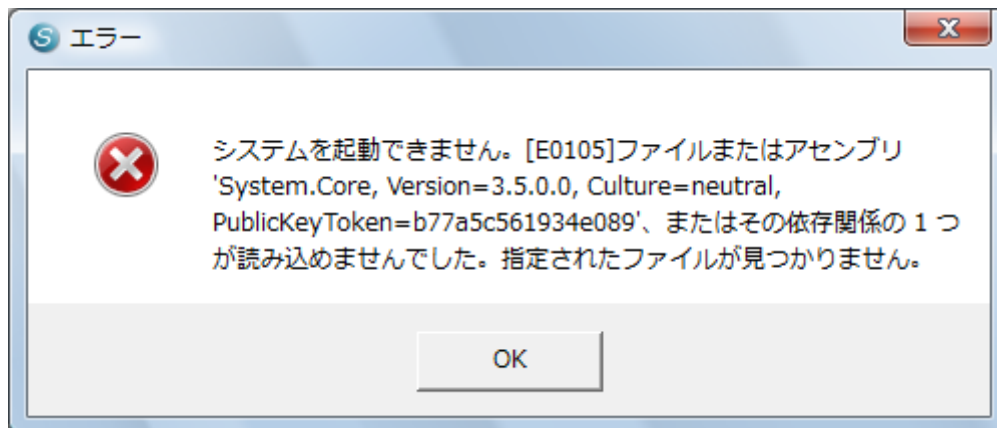 S エラー
システムを起動できません。[E0105]ファイルまたはアセンブリ
'System.Core, Version=3.5.0.0, Culture=neutral,
PublicKeyToken=b77a5c561934e089'、またはその依存関係の 1 つ
が読み込めませんでした。指定されたファイルが見つかりません。
OK